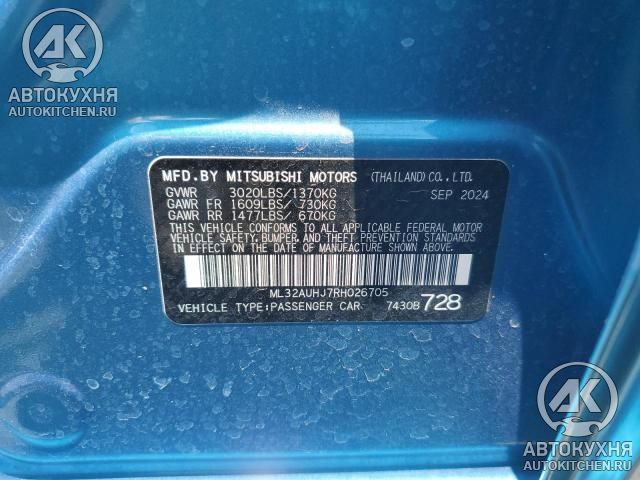 АК
АВТОКУХНЯ
AUTOKITCHEN.RU
MFD.BY MITSUBISHI MOTORS (THAILAND) CO.,LTD.
GVWR 3020LBS/1370KG SEP 2024
GAWR FR 1609LBS/ 730KG
GAWR RR 1477LBS/ 670KG
THIS VEHICLE CONFORMS TO ALL APPLICABLE FEDERAL MOTOR
VEHICLE SAFETY, BUMPER, AND THEFT PREVENTION STANDARDS
IN EFFECT ON THE DATE OF MANUFACTURE SHOWN ABOVE.
ML32AUHJ7RH026705
VEHICLE TYPE:PASSENGER CAR 7430B 728
АК
АВТОКУХНЯ
AUTOKITCHEN.RU